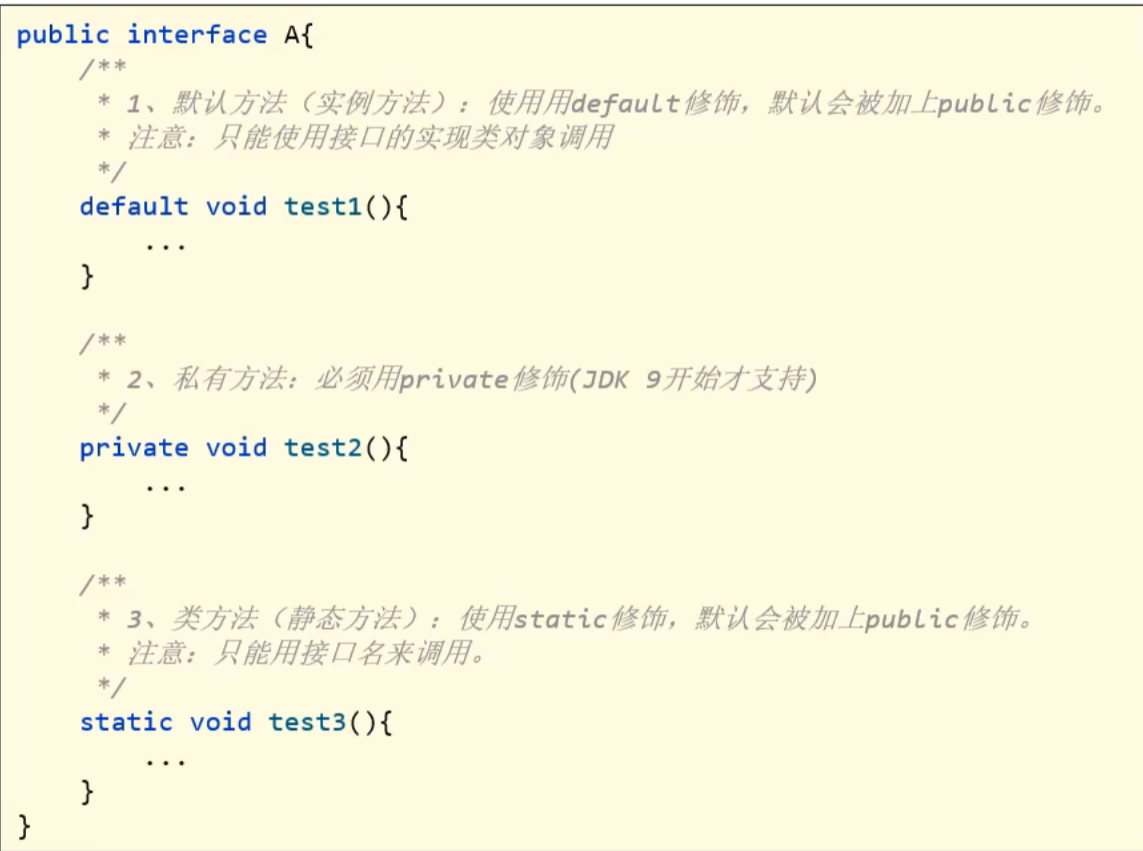 public interface A{
/**
* 1、默认方法（实例方法）：使用用default修饰，默认会被加上public修饰。
* 注意：只能使用接口的实现类对象调用
*/
default void test1(){
...
}
/**
* 2、私有方法：必须用private修饰(JDK 9开始才支持)
*/
private void test2(){
...
}
/**
* 3、类方法（静态方法）：使用static修饰，默认会被加上public修饰。
* 注意：只能用接口名来调用。
*/
static void test3(){
...
}
}